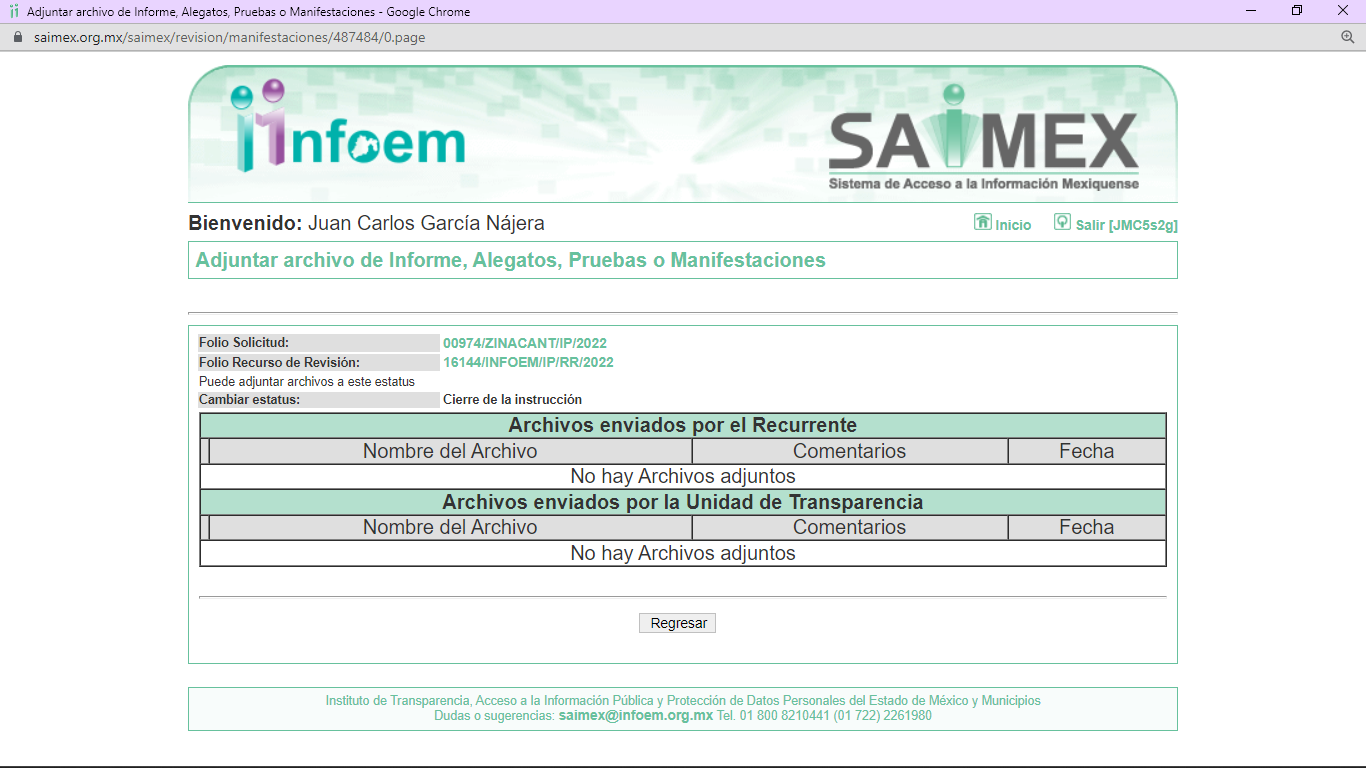 Adjuntar archivo de Informe, Alegatos, Pruebas o Manifestaciones - Google Chrome
saimex.org.mx/saimex/revision/manifestaciones/487484/0.page
infoem
SAIMEX
Sistema de Acceso a la Información Mexiquense
Bienvenido: Juan Carlos García Nájera
Inicio Salir [JMC5s2g]
Adjuntar archivo de Informe, Alegatos, Pruebas o Manifestaciones
Folio Solicitud: 00974/ZINACANT/IP/2022
Folio Recurso de Revisión: 16144/INFOEM/IP/RR/2022
Puede adjuntar archivos a este estatus
Cambiar estatus: Cierre de la instrucción
Archivos enviados por el Recurrente
Nombre del Archivo Comentarios Fecha
No hay Archivos adjuntos
Archivos enviados por la Unidad de Transparencia
Nombre del Archivo Comentarios Fecha
No hay Archivos adjuntos
Regresar
Instituto de Transparencia, Acceso a la Información Pública y Protección de Datos Personales del Estado de México y Municipios
Dudas o sugerencias: saimex@infoem.org.mx Tel. 01 800 8210441 (01 722) 2261980